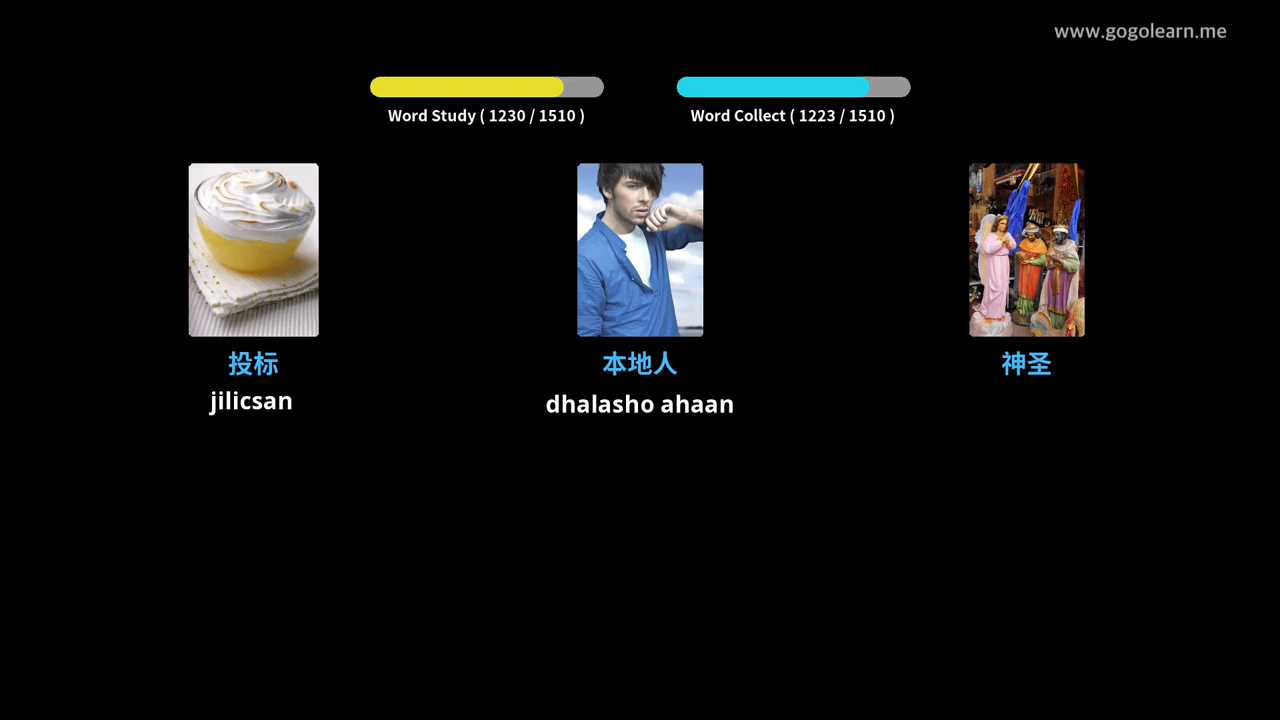 www.gogolearn.me
Word Study ( 1230 / 1510 )
Word Collect ( 1223 / 1510 )
投标
本地人
神圣
jilicsan
dhalasho ahaan